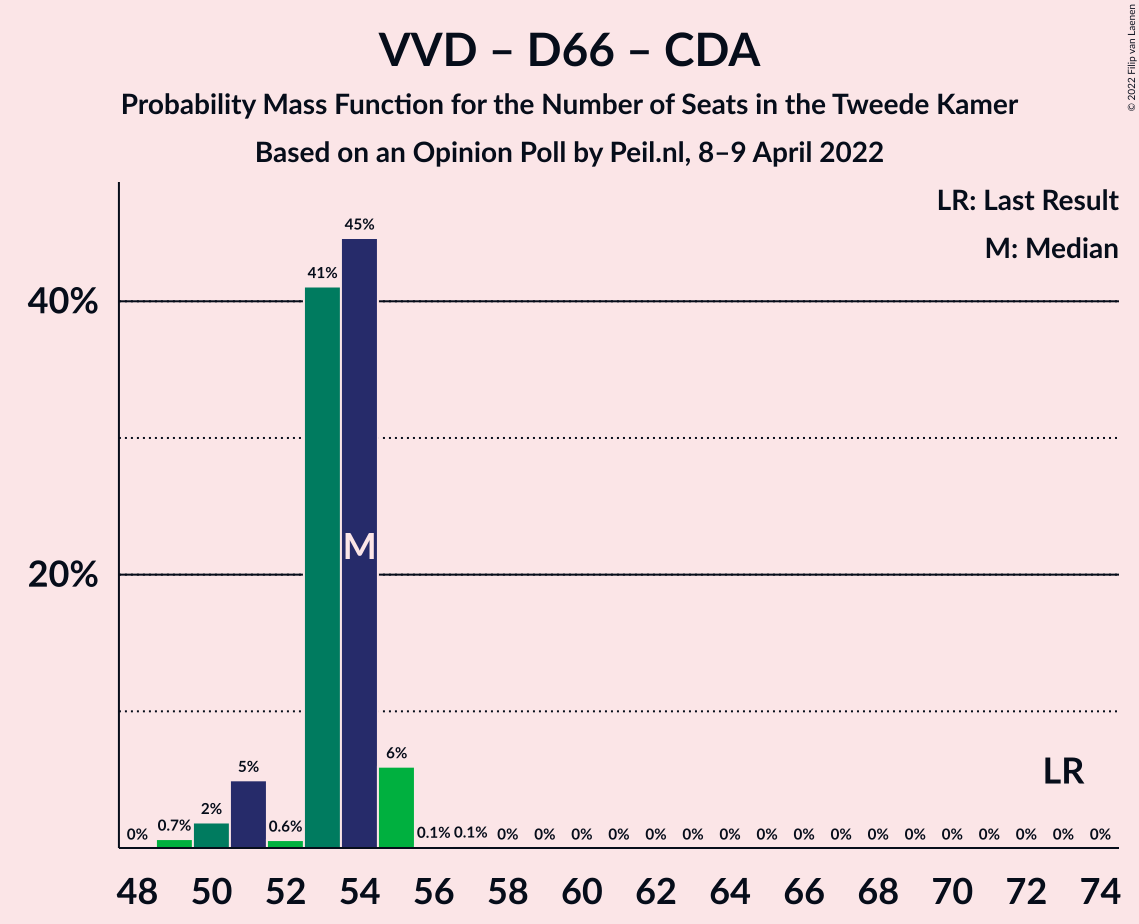 VVD – D66 – CDA
Probability Mass Function for the Number of Seats in the Tweede Kamer
Based on an Opinion Poll by Peil.nl, 8–9 April 2022
© 2022 Filip van Laenen
LR: Last Result
M: Median
40%
20%
0% 0.7% 2% 5% 0.6% 41% 45% 6% 0.1% 0.1% 0% 0% 0% 0% 0% 0% 0% 0% 0% 0% 0% 0% 0% 0% 0% 0% 0%
M
LR
48 50 52 54 56 58 60 62 64 66 68 70 72 74